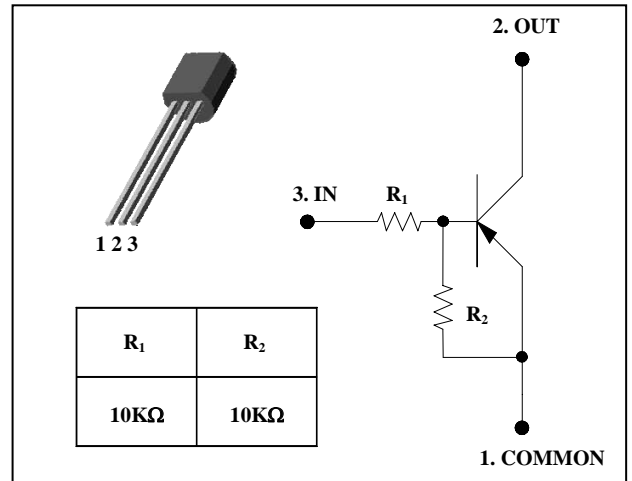 2. OUT
3. IN
R₁
1 2 3
R₂
R₁ R₂
10KΩ 10KΩ
1. COMMON